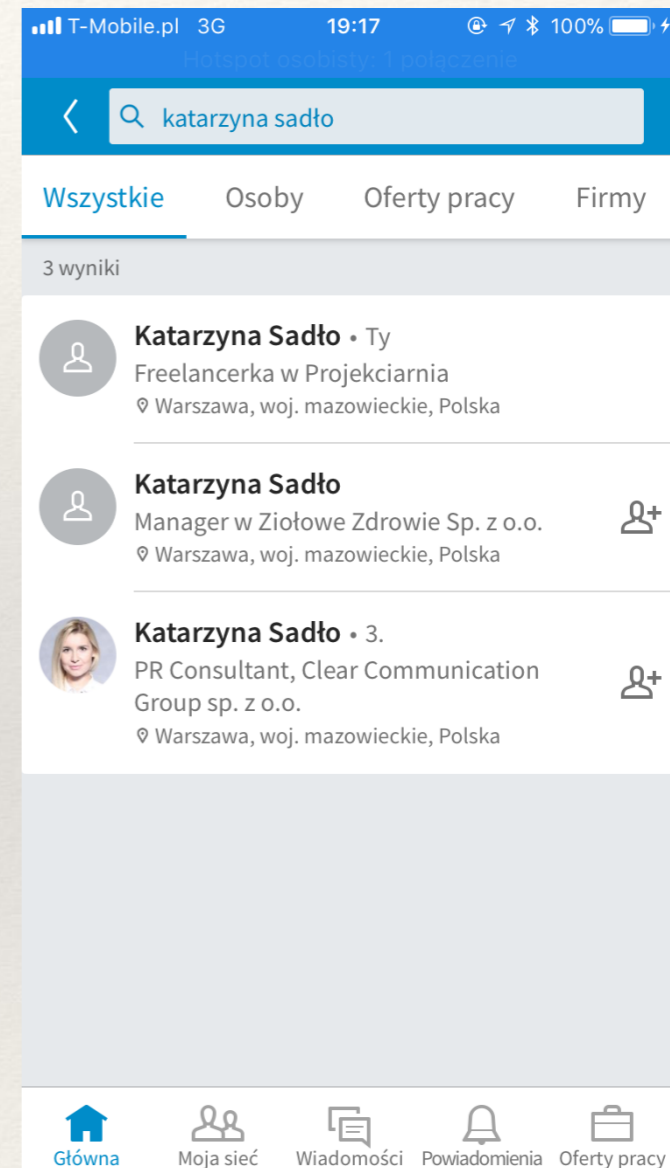 T-Mobile.pl 3G 19:17 100%
Hotspot osobisty: 1 połączenie
katarzyna sadło
Wszystkie Osoby Oferty pracy Firmy
3 wyniki
Katarzyna Sadło • Ty
Freelancerka w Projekciarnia
Warszawa, woj. mazowieckie, Polska
Katarzyna Sadło
Manager w Ziołowe Zdrowie Sp. z o.o.
Warszawa, woj. mazowieckie, Polska
Katarzyna Sadło • 3.
PR Consultant, Clear Communication
Group sp. z o.o.
Warszawa, woj. mazowieckie, Polska
Główna Moja sieć Wiadomości Powiadomienia Oferty pracy